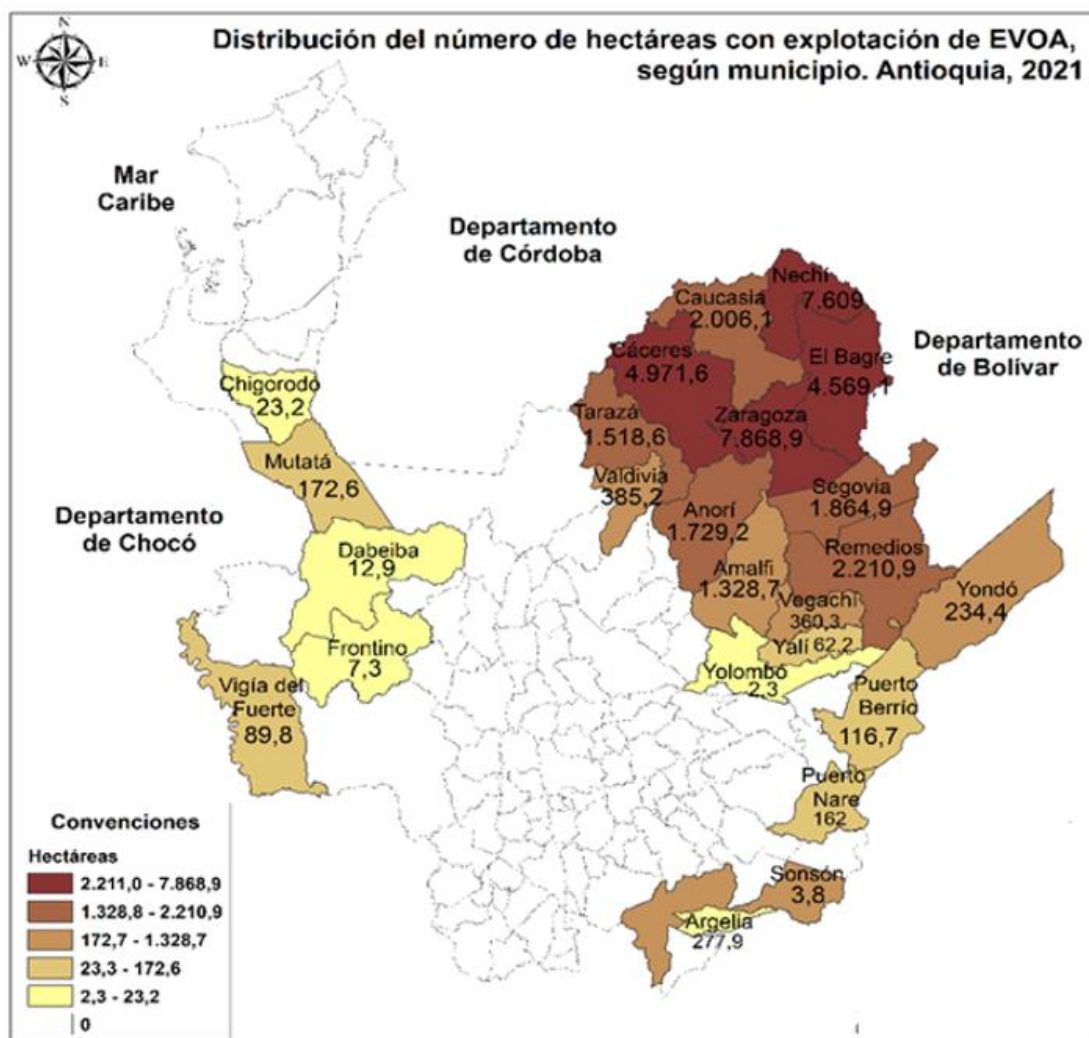 N
W E
S
Distribución del número de hectáreas con explotación de EVOA,
según municipio. Antioquia, 2021
Mar
Caribe
Departamento
de Córdoba
Departamento
de Bolívar
Departamento
de Chocó
Nechí
7.609
Caucasia
2.006,1
Cáceres
4.971,6
El Bagre
4.569,1
Tarazá
1.518,6
Zaragoza
7.868,9
Valdivia
385,2
Segovia
1.864,9
Anorí
1.729,2
Remedios
2.210,9
Amalfi
1.328,7
Vegachí
360,3
Yondó
234,4
Yalí 62,2
Yolombó
2,3
Puerto
Berrío
116,7
Puerto
Nare
162
Sonsón
3,8
Argelia
277,9
Chigorodó
23,2
Mutatá
172,6
Dabeiba
12,9
Frontino
7,3
Vigía del
Fuerte
89,8
Convenciones
Hectáreas
2.211,0 - 7.868,9
1.328,8 - 2.210,9
172,7 - 1.328,7
23,3 - 172,6
2,3 - 23,2
0